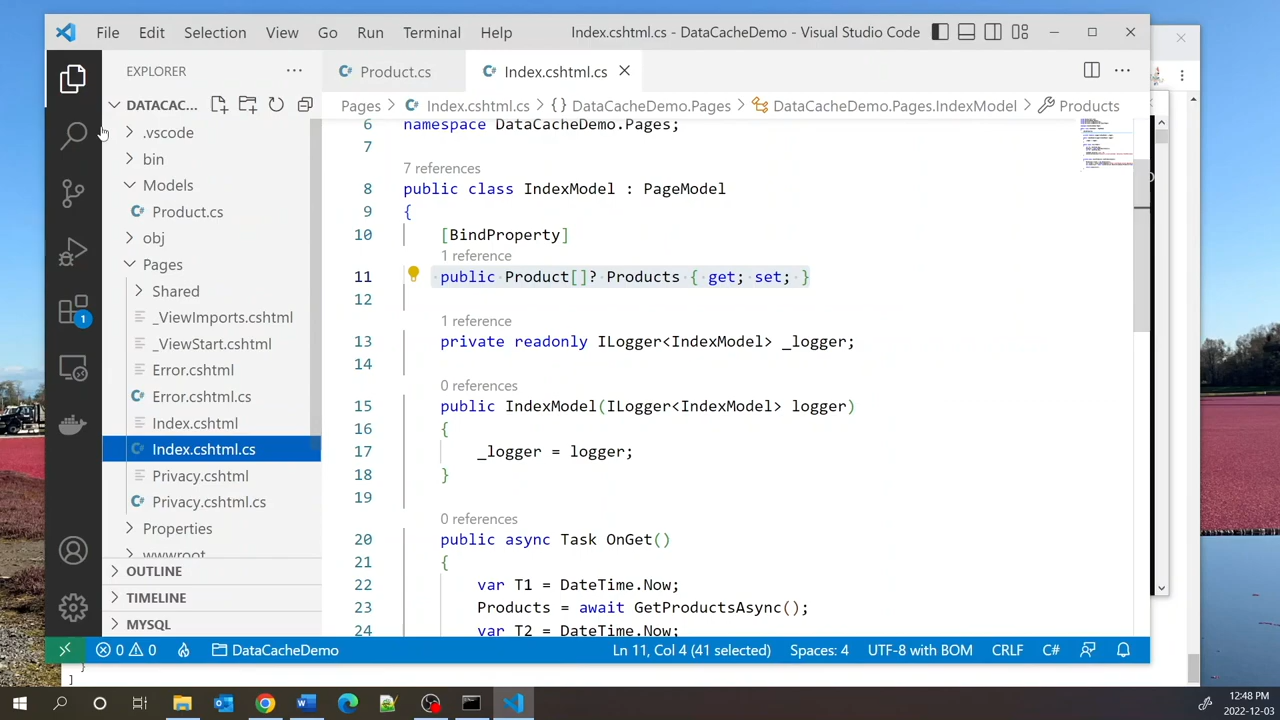 File Edit Selection View Go Run Terminal Help Index.cshtml.cs - DataCacheDemo - Visual Studio Code
EXPLORER
Product.cs
Index.cshtml.cs
DATACAC...
Pages > Index.cshtml.cs > {} DataCacheDemo.Pages > DataCacheDemo.Pages.IndexModel > Products
.vscode
bin
Models
Product.cs
obj
Pages
Shared
_ViewImports.cshtml
_ViewStart.cshtml
Error.cshtml
Error.cshtml.cs
Index.cshtml
Index.cshtml.cs
Privacy.cshtml
Privacy.cshtml.cs
Properties
wwwroot
OUTLINE
TIMELINE
MYSQL
1
6 namespace DataCacheDemo.Pages;
7
7 references
8 public class IndexModel : PageModel
9 {
10 [BindProperty]
1 reference
11 public Product[]? Products { get; set; }
12
1 reference
13 private readonly ILogger<IndexModel> _logger;
14
0 references
15 public IndexModel(ILogger<IndexModel> logger)
16 {
17 _logger = logger;
18 }
19
0 references
20 public async Task OnGet()
21 {
22 var T1 = DateTime.Now;
23 Products = await GetProductsAsync();
24 var T2 = DateTime.Now;
0 0 DataCacheDemo Ln 11, Col 4 (41 selected) Spaces: 4 UTF-8 with BOM CRLF C#
}
]
12:48 PM
2022-12-03